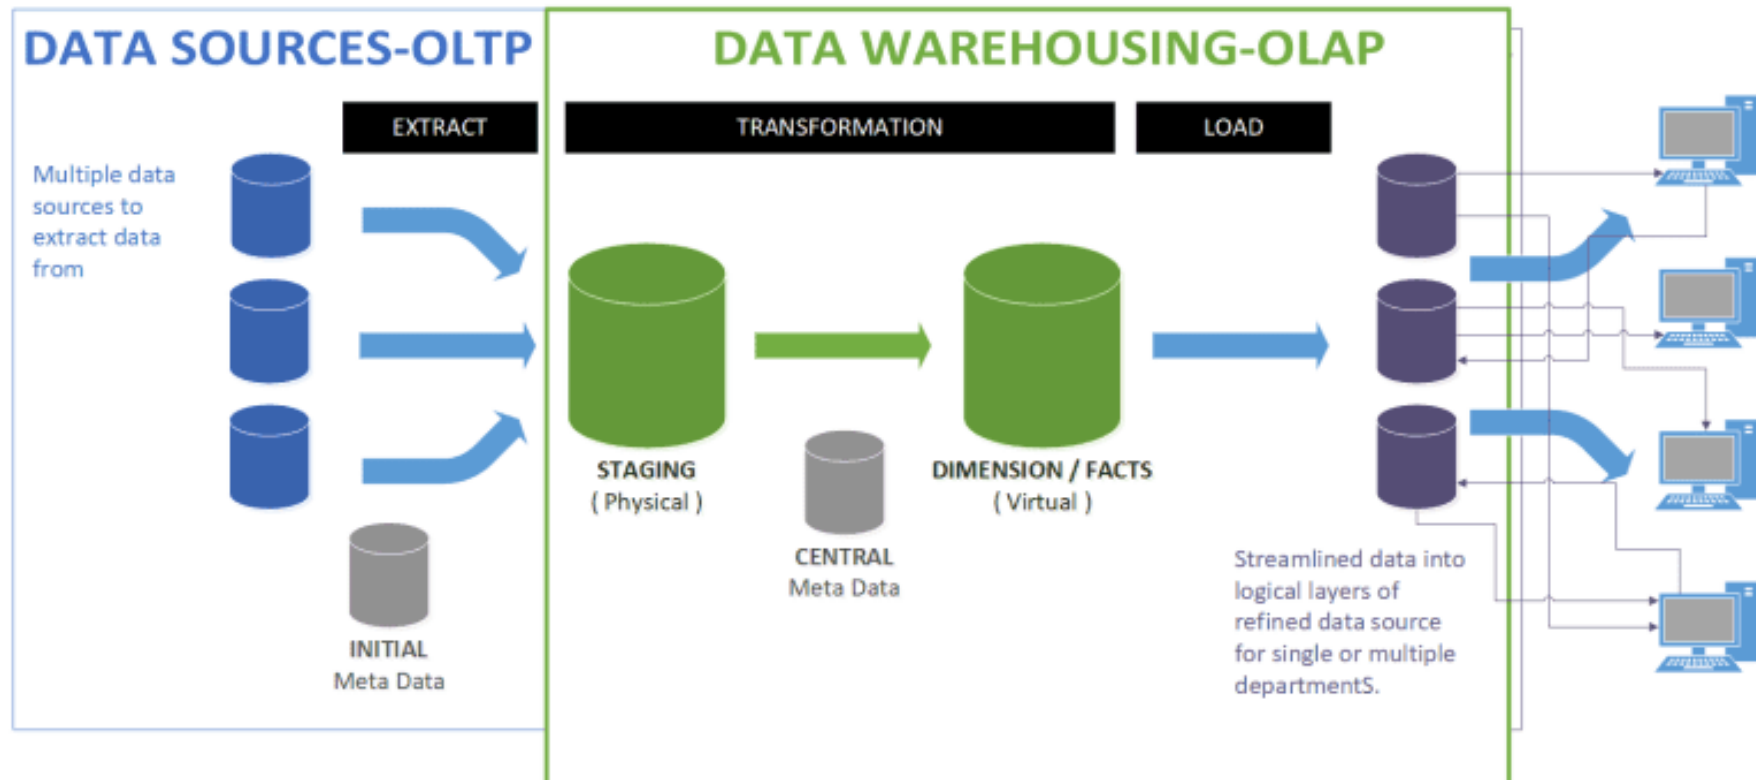 DATA SOURCES-OLTP
DATA WAREHOUSING-OLAP
EXTRACT
TRANSFORMATION
LOAD
Multiple data
sources to
extract data
from
STAGING
( Physical )
DIMENSION / FACTS
( Virtual )
CENTRAL
Meta Data
INITIAL
Meta Data
Streamlined data into
logical layers of
refined data source
for single or multiple
departmentS.